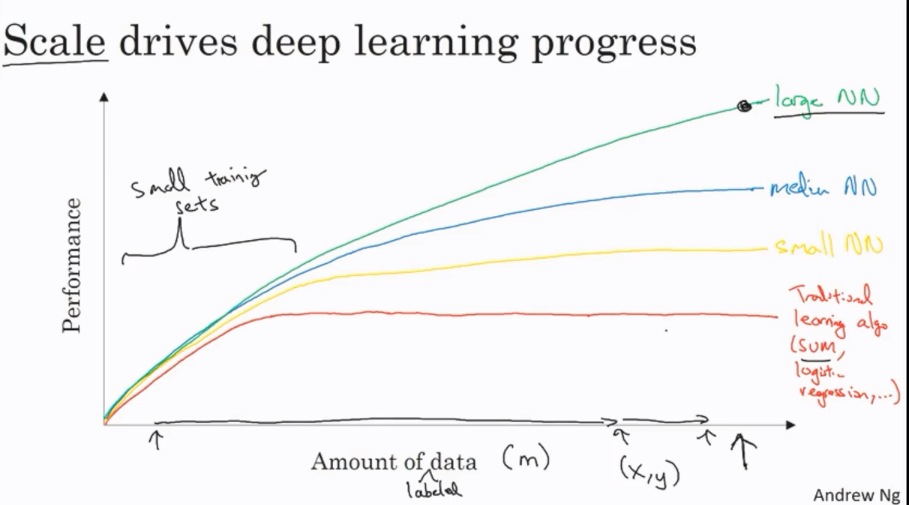 Scale drives deep learning progress
large NN
small training
sets
medium NN
small NN
Performance
Traditional
learning algo
(SVM,
logistic
regression,...)
Amount of data (m)
labeled
(x,y)
Andrew Ng